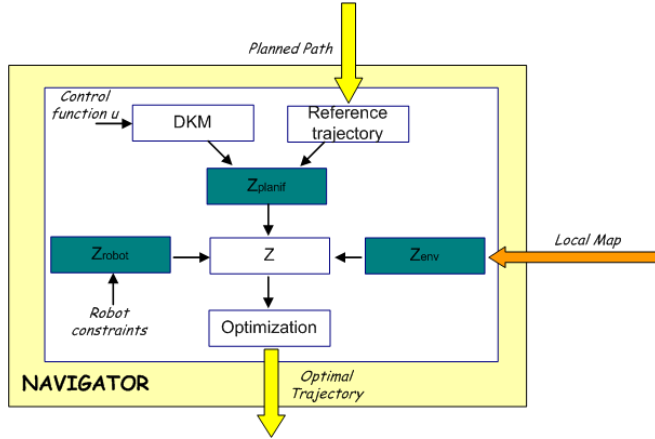 Planned Path
Control
function u
DKM
Reference
trajectory
Zplanif
Zrobot
Z
Zenv
Local Map
Robot
constraints
Optimization
NAVIGATOR
Optimal
Trajectory